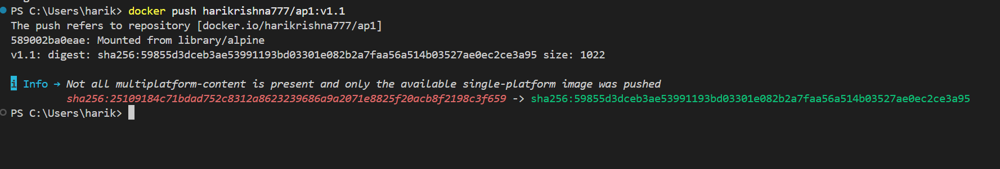 PS C:\Users\harik> docker push harikrishna777/ap1:v1.1
The push refers to repository [docker.io/harikrishna777/ap1]
589002ba0eae: Mounted from library/alpine
v1.1: digest: sha256:59855d3dceb3ae53991193bd03301e082b2a7faa56a514b03527ae0ec2ce3a95 size: 1022
i Info → Not all multiplatform-content is present and only the available single-platform image was pushed
sha256:25109184c71bdad752c8312a8623239686a9a2071e8825f20acb8f2198c3f659 -> sha256:59855d3dceb3ae53991193bd03301e082b2a7faa56a514b03527ae0ec2ce3a95
PS C:\Users\harik>